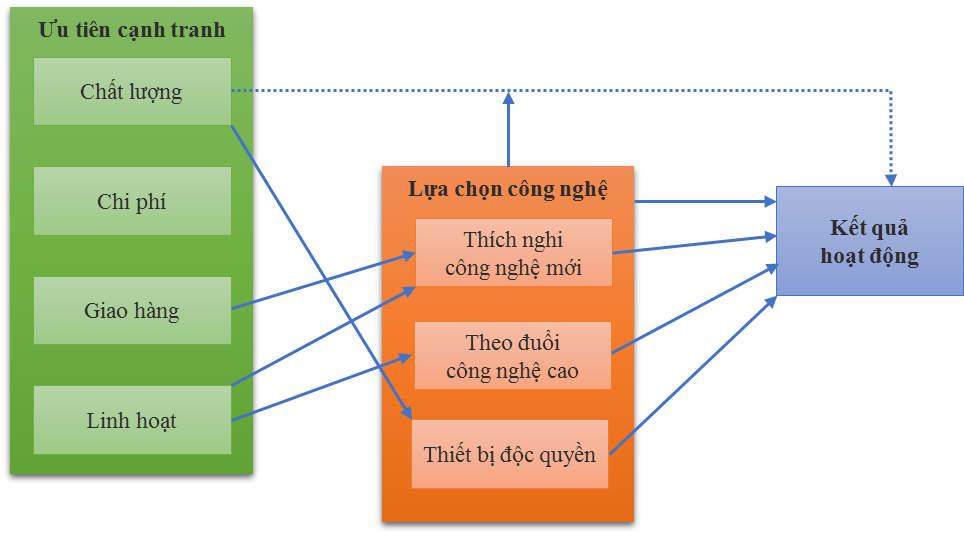 Ưu tiên cạnh tranh
Chất lượng
Chi phí
Giao hàng
Linh hoạt
Lựa chọn công nghệ
Thích nghi
công nghệ mới
Theo đuổi
công nghệ cao
Thiết bị độc quyền
Kết quả
hoạt động